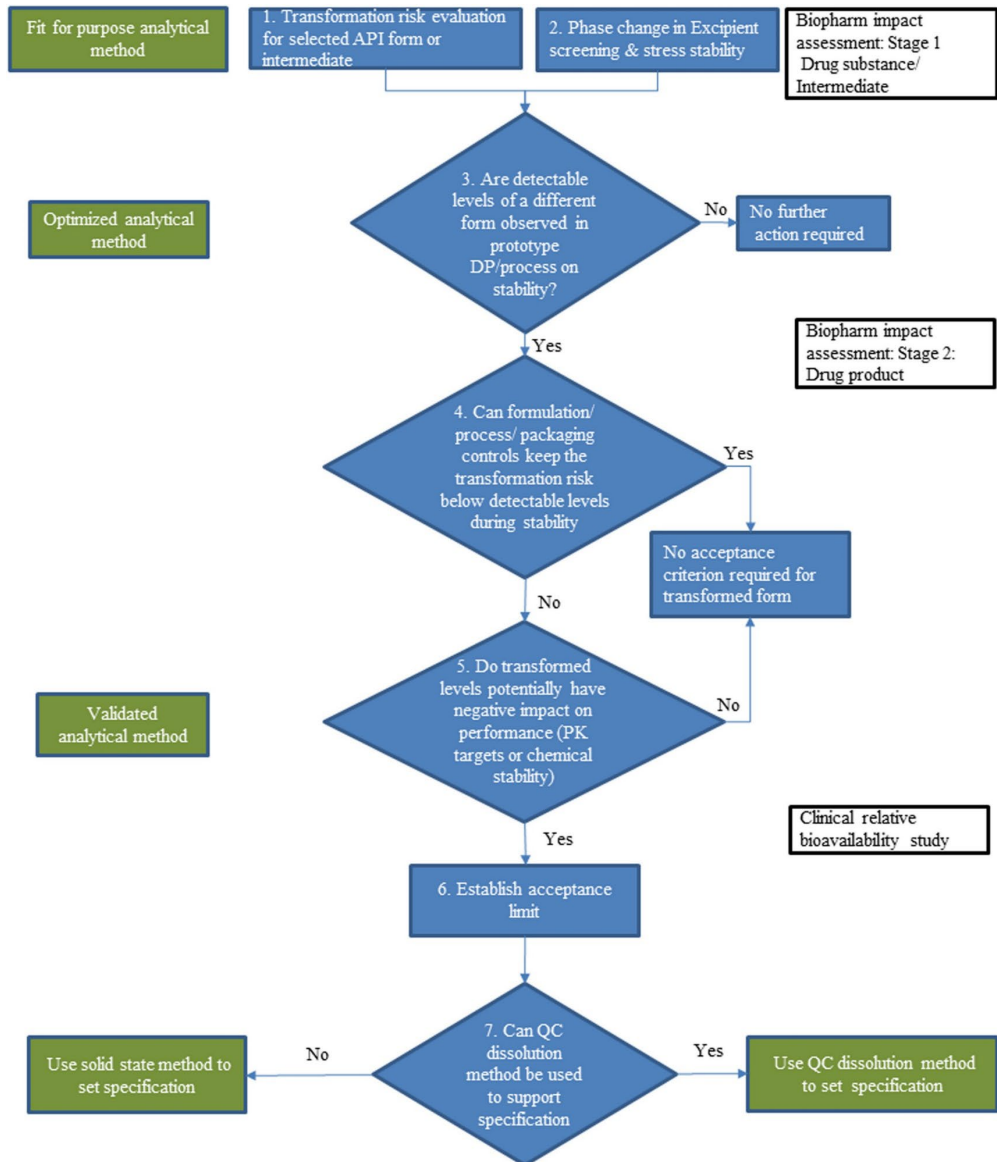 Fit for purpose analytical
method
1. Transformation risk evaluation
for selected API form or
intermediate
2. Phase change in Excipient
screening & stress stability
Biopharm impact
assessment: Stage 1
Drug substance/
Intermediate
3. Are detectable
levels of a different
form observed in
prototype
DP/process on
stability?
No
No further
action required
Optimized analytical
method
Yes
Biopharm impact
assessment: Stage 2:
Drug product
4. Can formulation/
process/ packaging
controls keep the
transformation risk
below detectable levels
during stability
Yes
No acceptance
criterion required for
transformed form
No
5. Do transformed
levels potentially have
negative impact on
performance (PK
targets or chemical
stability)
No
Validated
analytical method
Yes
Clinical relative
bioavailability study
6. Establish acceptance
limit
7. Can QC
dissolution
method be used
to support
specification
No
Use solid state method to
set specification
Yes
Use QC dissolution method
to set specification